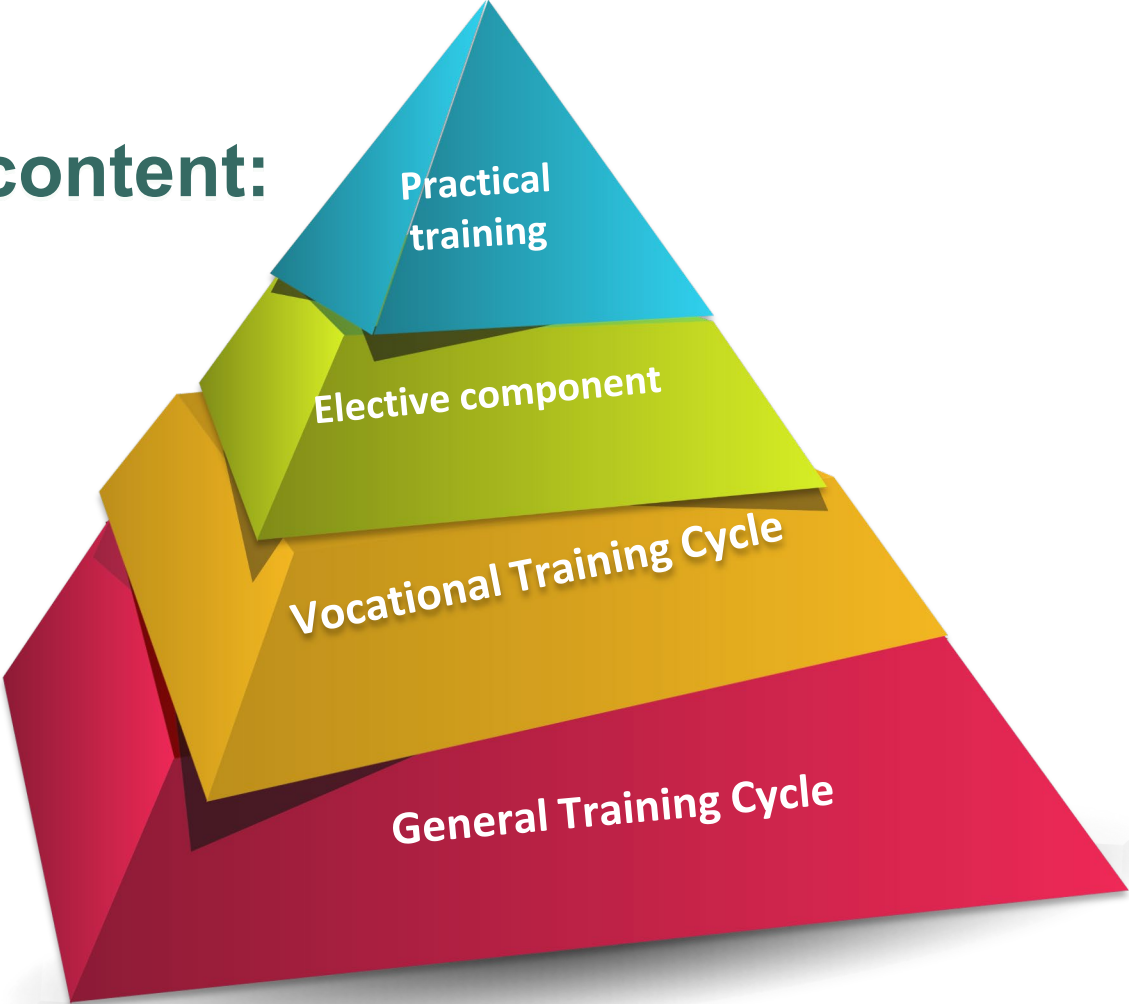 content:
Practical
training
Elective component
Vocational Training Cycle
General Training Cycle